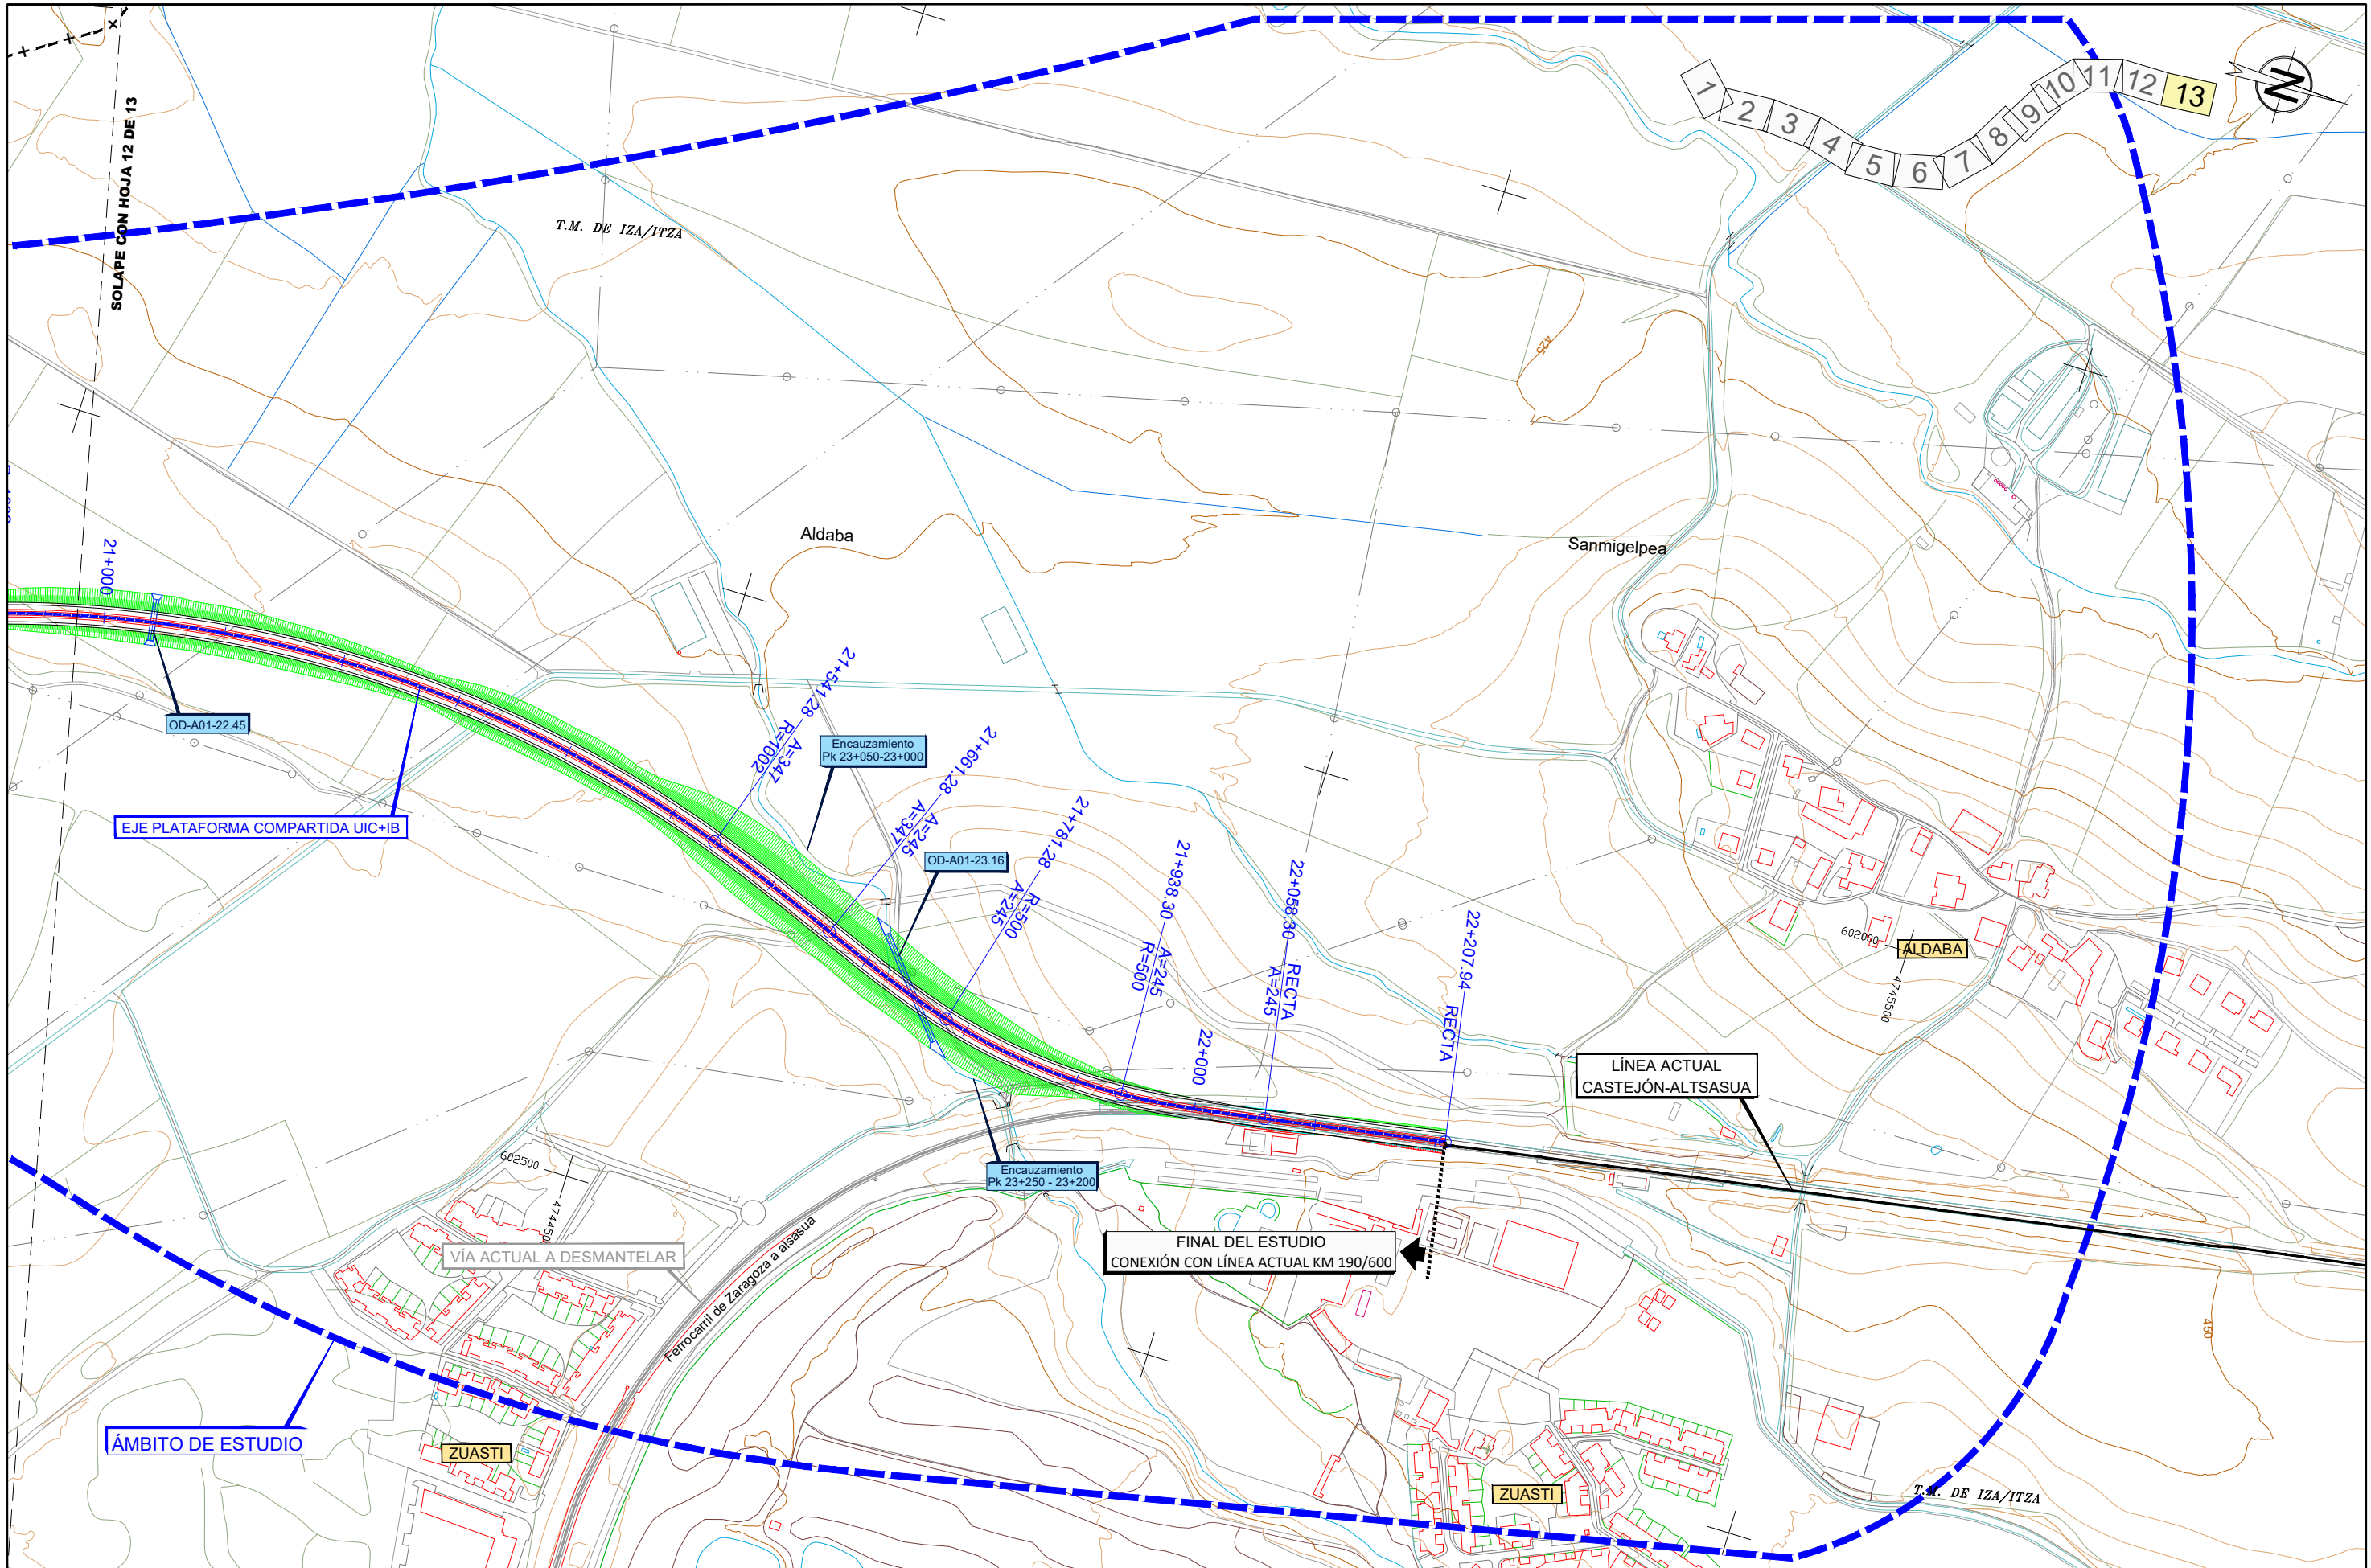 SOLAPE CON HOJA 12 DE 13
1
2
3
4
5
6
7
8
9
10
11
12
13
N
T.M. DE IZA/ITZA
425
Aldaba
Sanmigelpea
21+000
OD-A01-22.45
EJE PLATAFORMA COMPARTIDA UIC+IB
21+541.28
A=347
R=1002
Encauzamiento
Pk 23+050-23+000
21+661.28
A=245
A=347
OD-A01-23.16
21+781.28
R=500
A=245
21+938.30
A=245
R=500
22+000
22+058.30
RECTA
A=245
22+207.94
RECTA
602000
ALDABA
4745500
LÍNEA ACTUAL
CASTEJÓN-ALTSASUA
Encauzamiento
Pk 23+250 - 23+200
602500
VÍA ACTUAL A DESMANTELAR
Ferrocarril de Zaragoza a alsasua
FINAL DEL ESTUDIO
CONEXIÓN CON LÍNEA ACTUAL KM 190/600
450
ÁMBITO DE ESTUDIO
ZUASTI
ZUASTI
T.M. DE IZA/ITZA